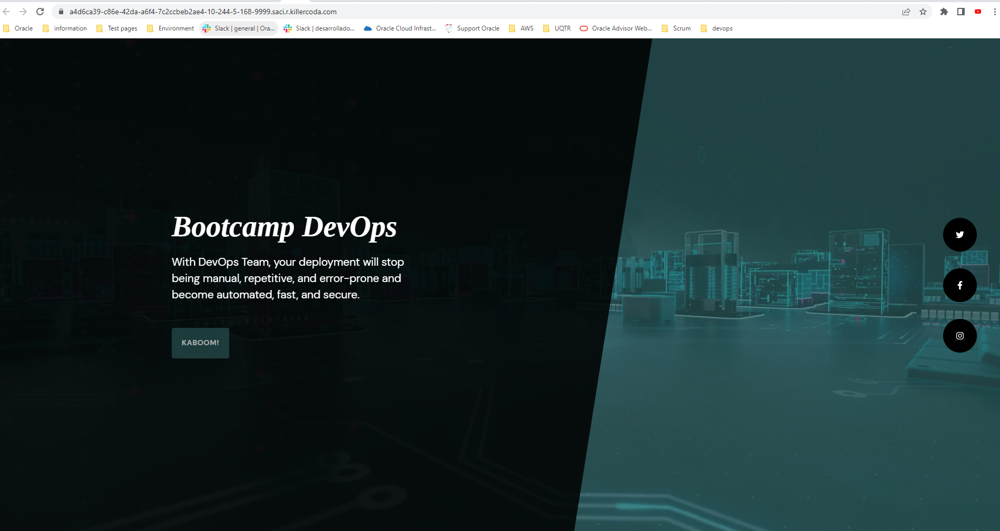 a4d6ca39-c86e-42da-a6f4-7c2ccbeb2ae4-10-244-5-168-9999.saci.r.killercoda.com
Oracle information Test pages Environment Slack | general | Ora... Slack | desarrollado... Oracle Cloud Infrast... Support Oracle AWS UQTR Oracle Advisor Web... Scrum devops
Bootcamp DevOps
With DevOps Team, your deployment will stop
being manual, repetitive, and error-prone and
become automated, fast, and secure.
KABOOM!